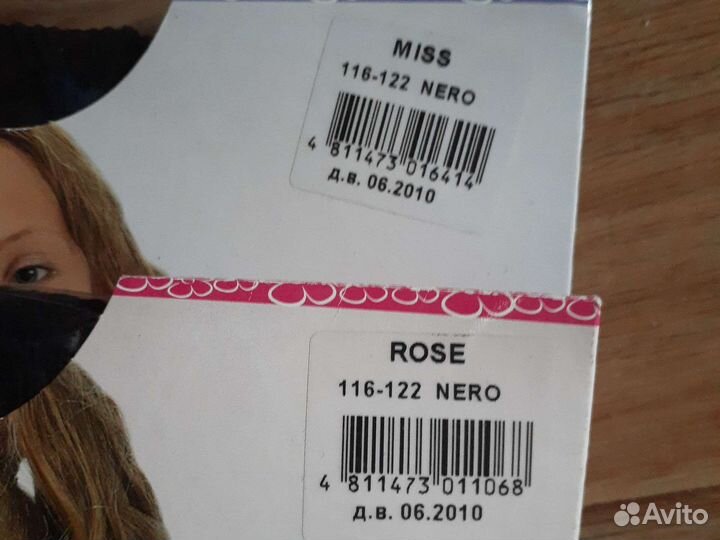 MISS
116-122 NERO
4 811473 016414
д.в. 06.2010
ROSE
116-122 NERO
4 811473 011068
д.в. 06.2010
Avito